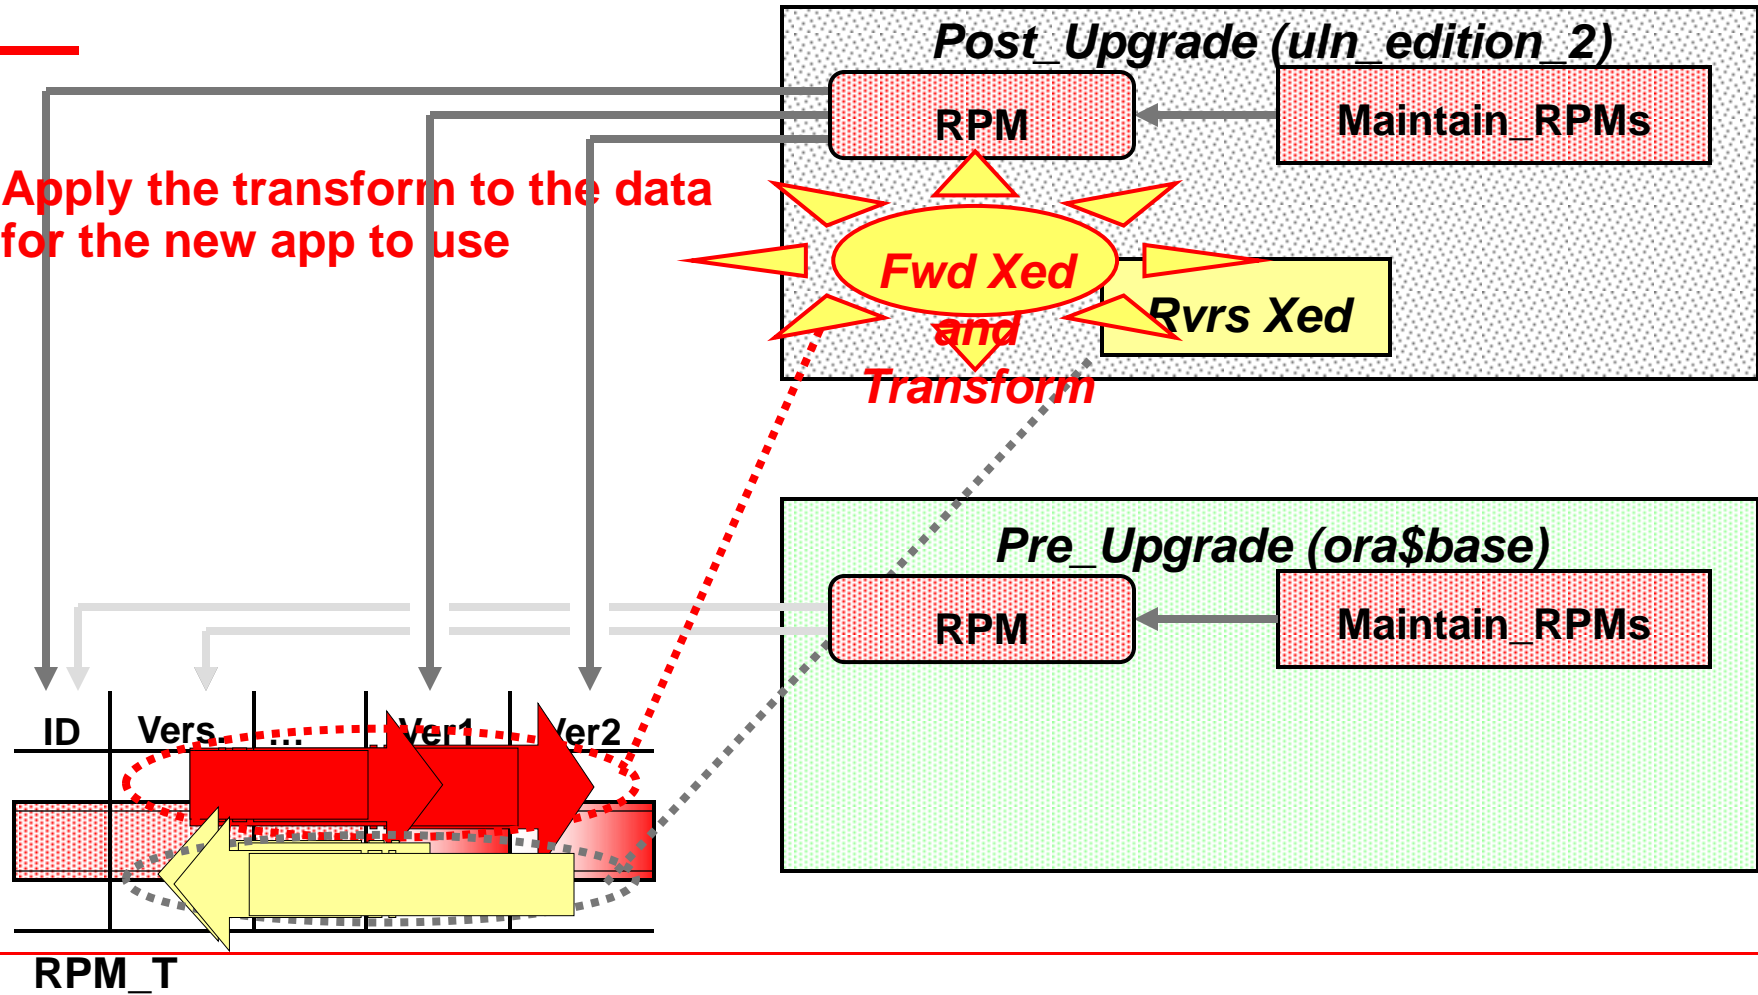 Post_Upgrade (uln_edition_2)
RPM
Maintain_RPMs
Apply the transform to the data
for the new app to use
Fwd Xed
and
Transform
Rvrs Xed
Pre_Upgrade (ora$base)
RPM
Maintain_RPMs
ID Vers. ... Ver1 Ver2
RPM_T